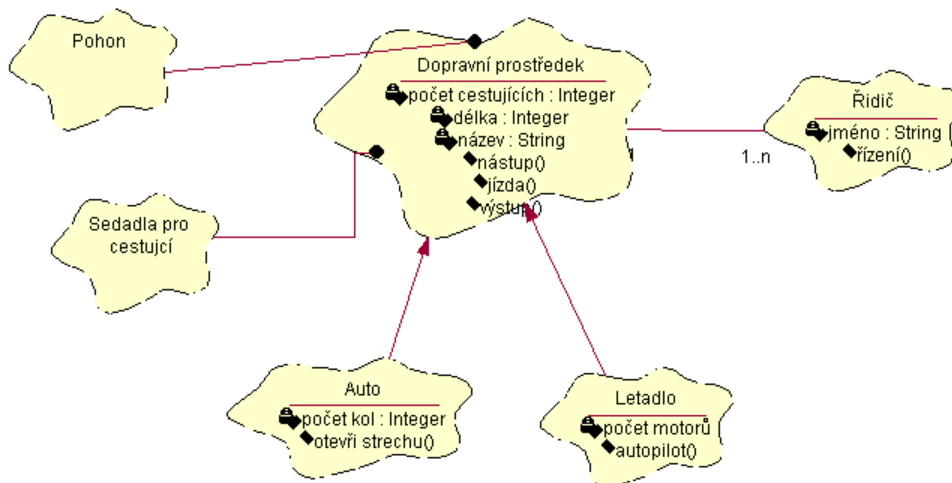 Pohon
Dopravní prostředek
počet cestujících : Integer
délka : Integer
název : String
nástup()
jízda()
výstup()
Řidič
jméno : String
řízení()
1
1..n
Sedadla pro
cestujcí
Auto
počet kol : Integer
otevři strechu()
Letadlo
počet motorů
autopilot()